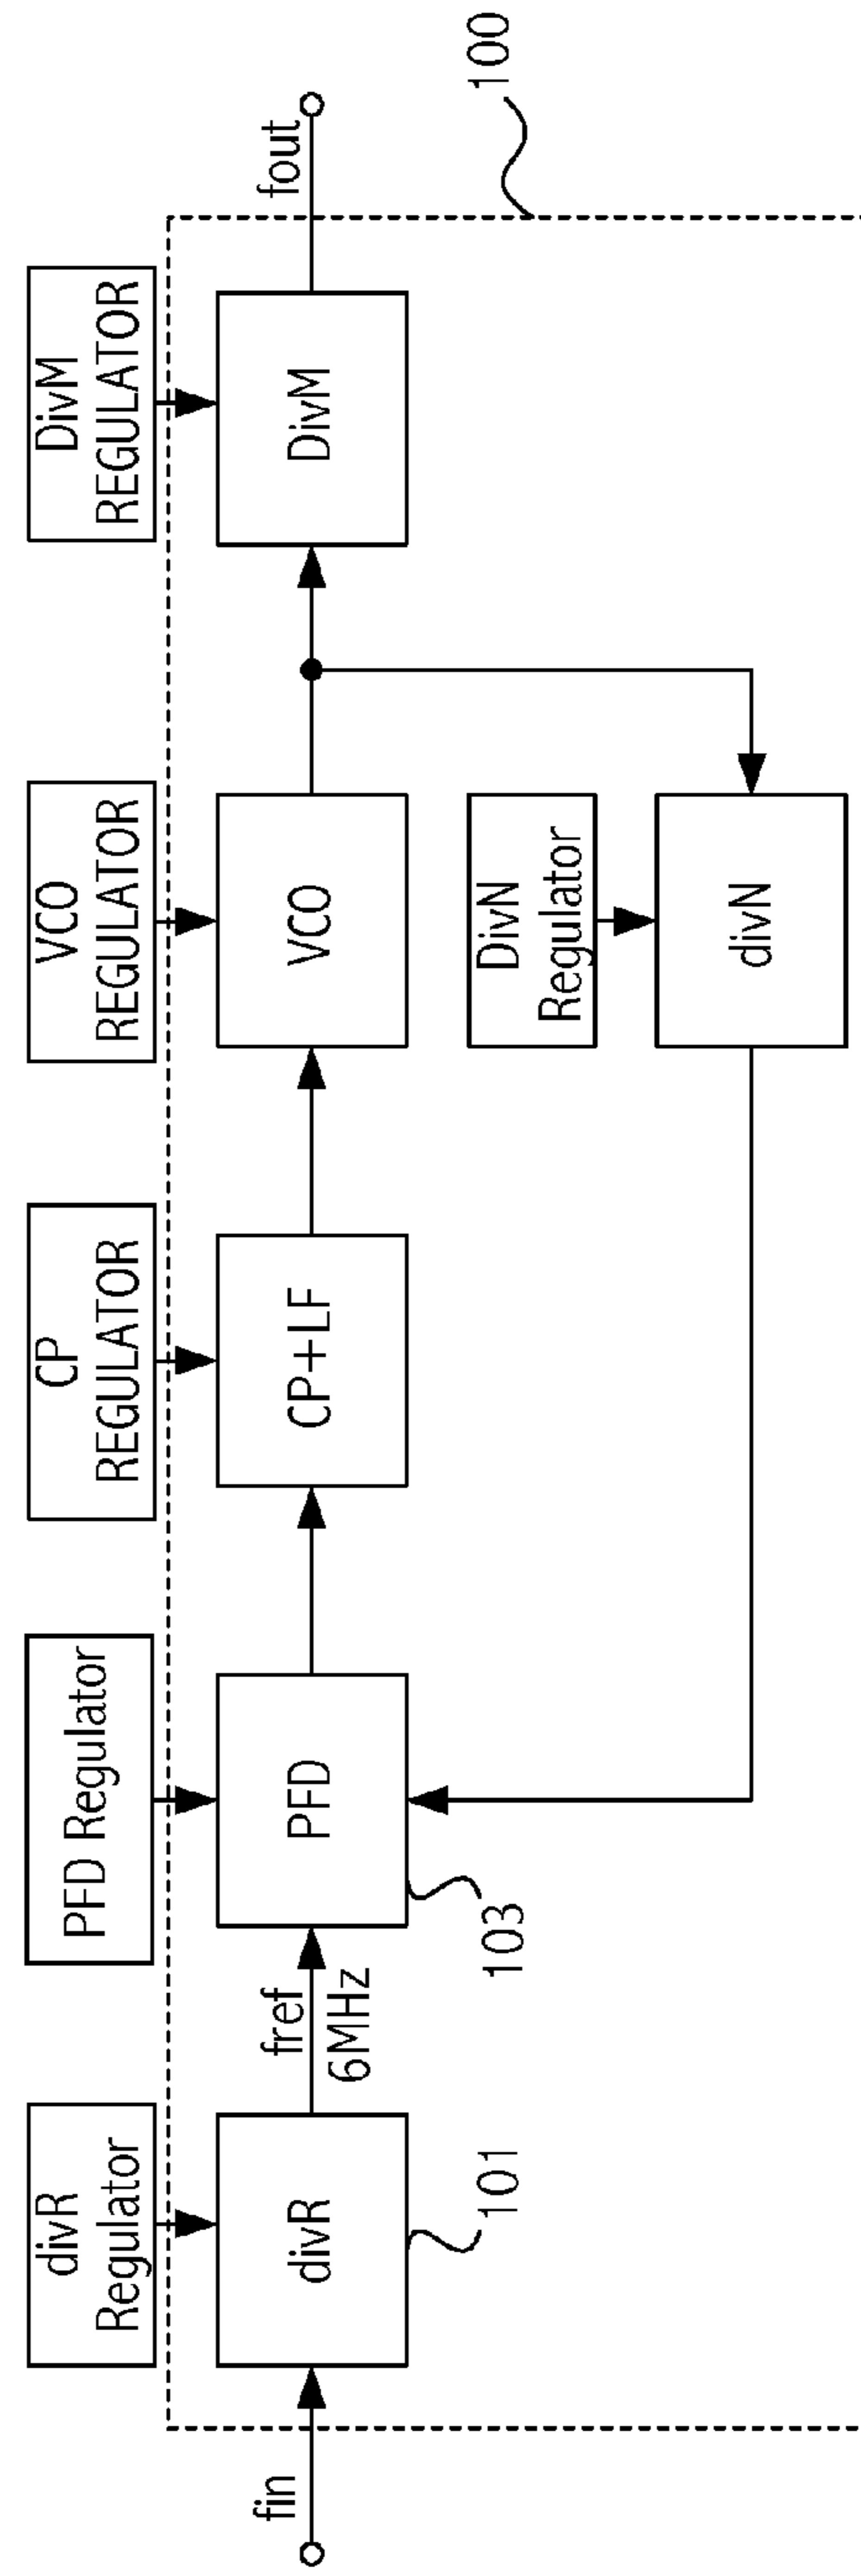 divR
Regulator
PFD Regulator
CP
REGULATOR
VCO
REGULATOR
DivM
REGULATOR
fin
divR
fref
6MHz
PFD
CP+LF
VCO
DivM
fout
101
103
DivN
Regulator
divN
100